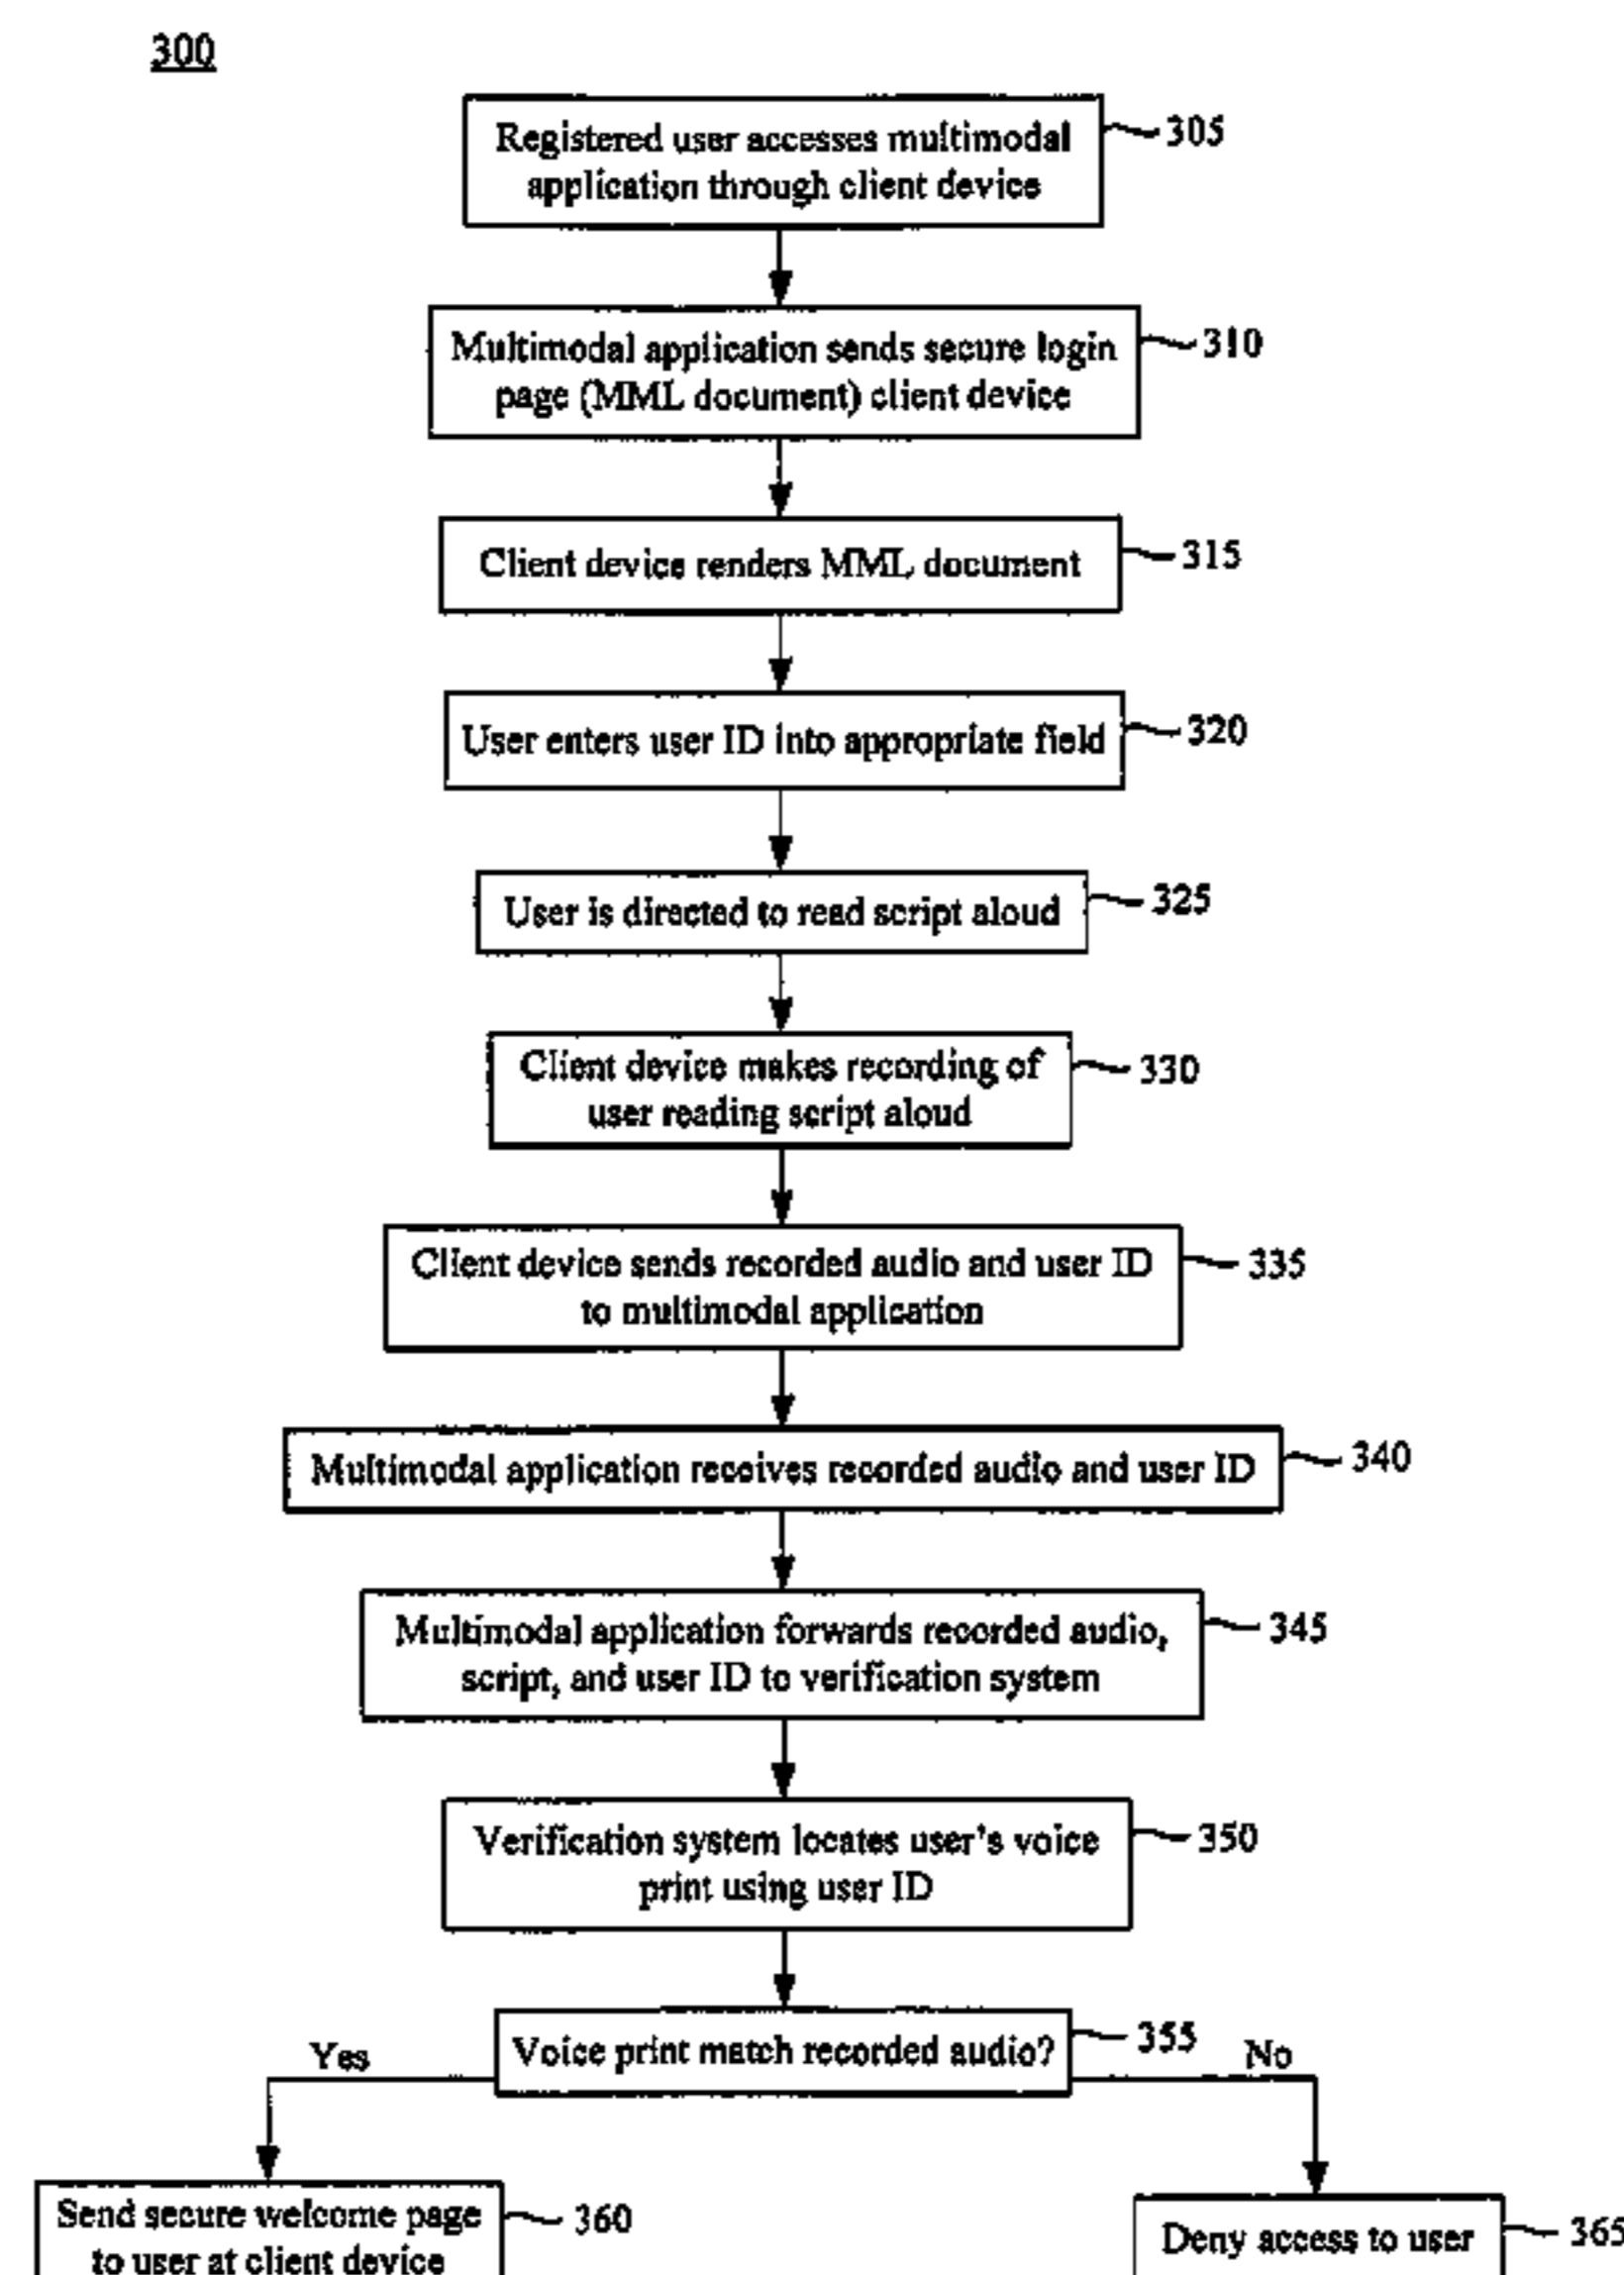 300
Registered user accesses multimodal
application through client device
305
Multimodal application sends secure login
page (MML document) client device
310
Client device renders MML document
315
User enters user ID into appropriate field
320
User is directed to read script aloud
325
Client device makes recording of
user reading script aloud
330
Client device sends recorded audio and user ID
to multimodal application
335
Multimodal application receives recorded audio and user ID
340
Multimodal application forwards recorded audio,
script, and user ID to verification system
345
Verification system locates user's voice
print using user ID
350
Voice print match recorded audio?
355
Yes
No
Send secure welcome page
to user at client device
360
Deny access to user
365